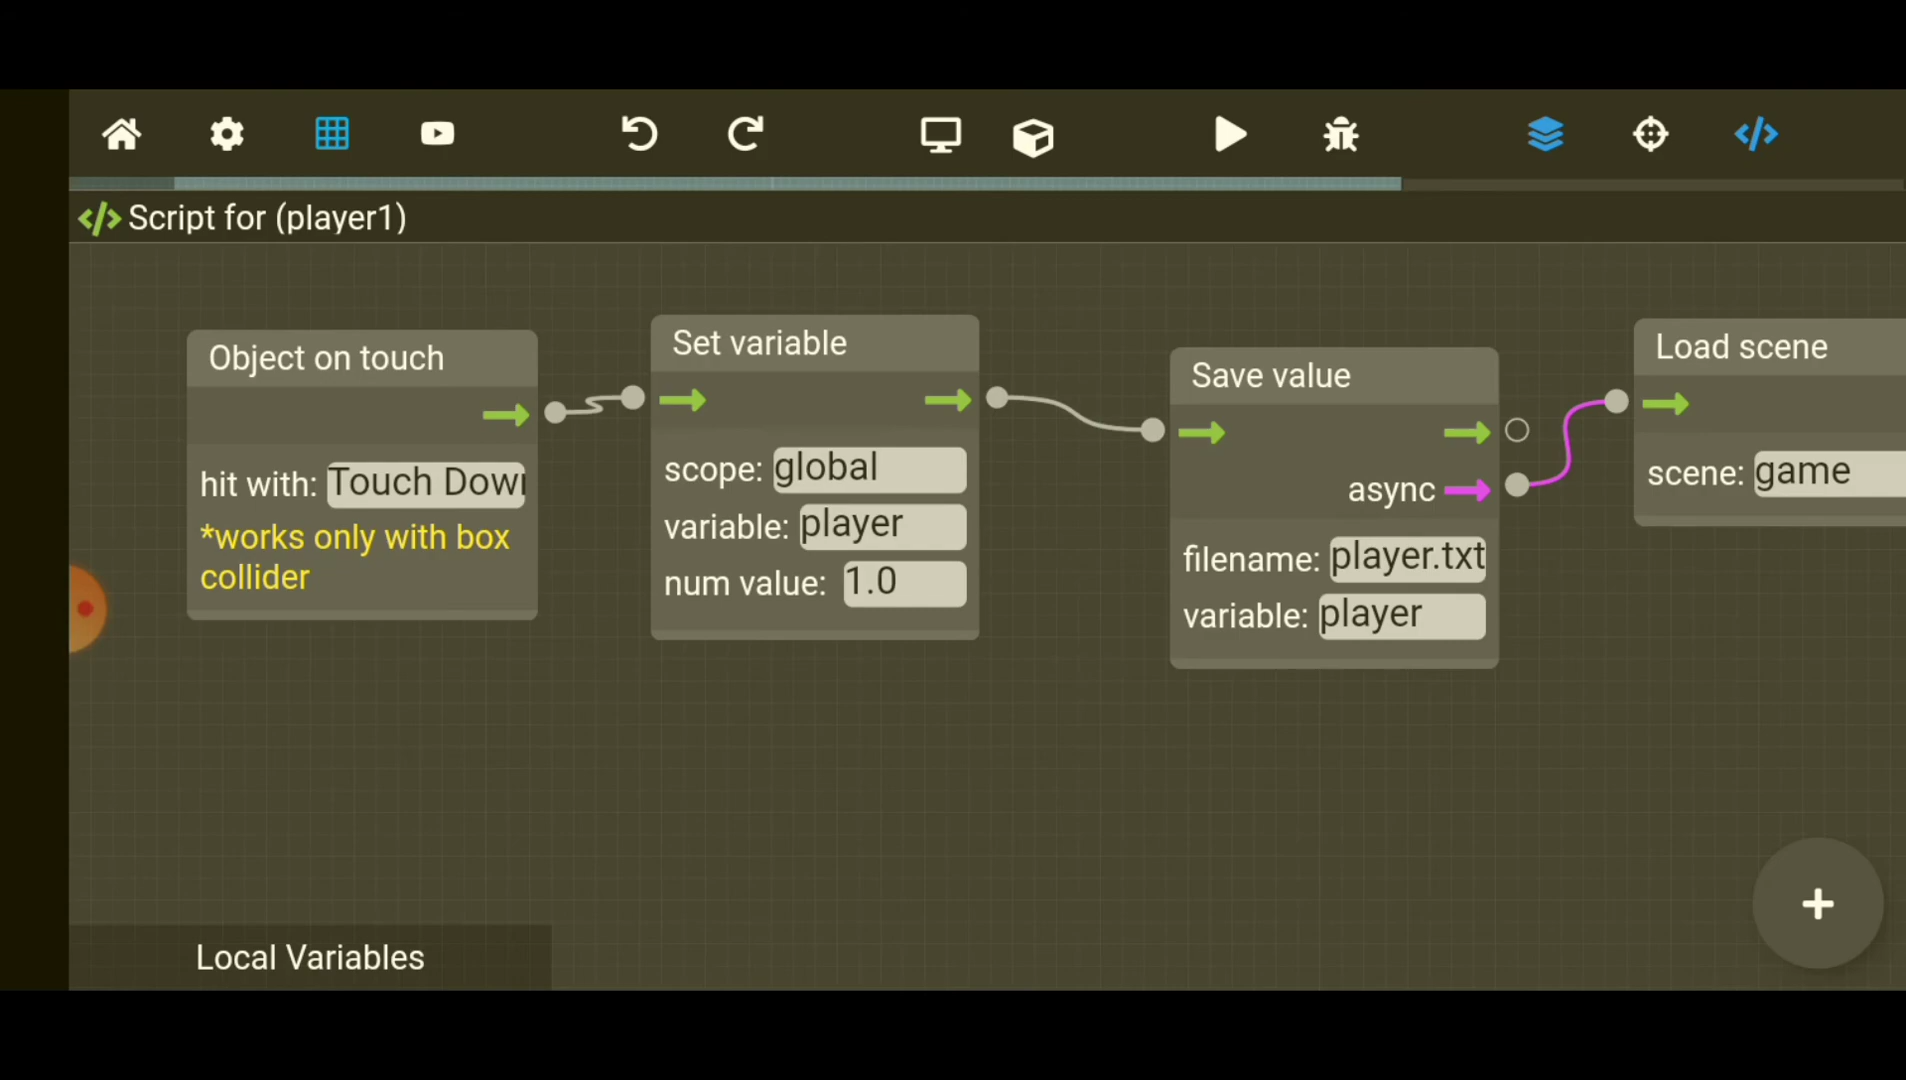 Script for (player1)
Object on touch
hit with: Touch Down
*works only with box
collider
Set variable
scope: global
variable: player
num value: 1.0
Save value
async
filename: player.txt
variable: player
Load scene
scene: game
Local Variables